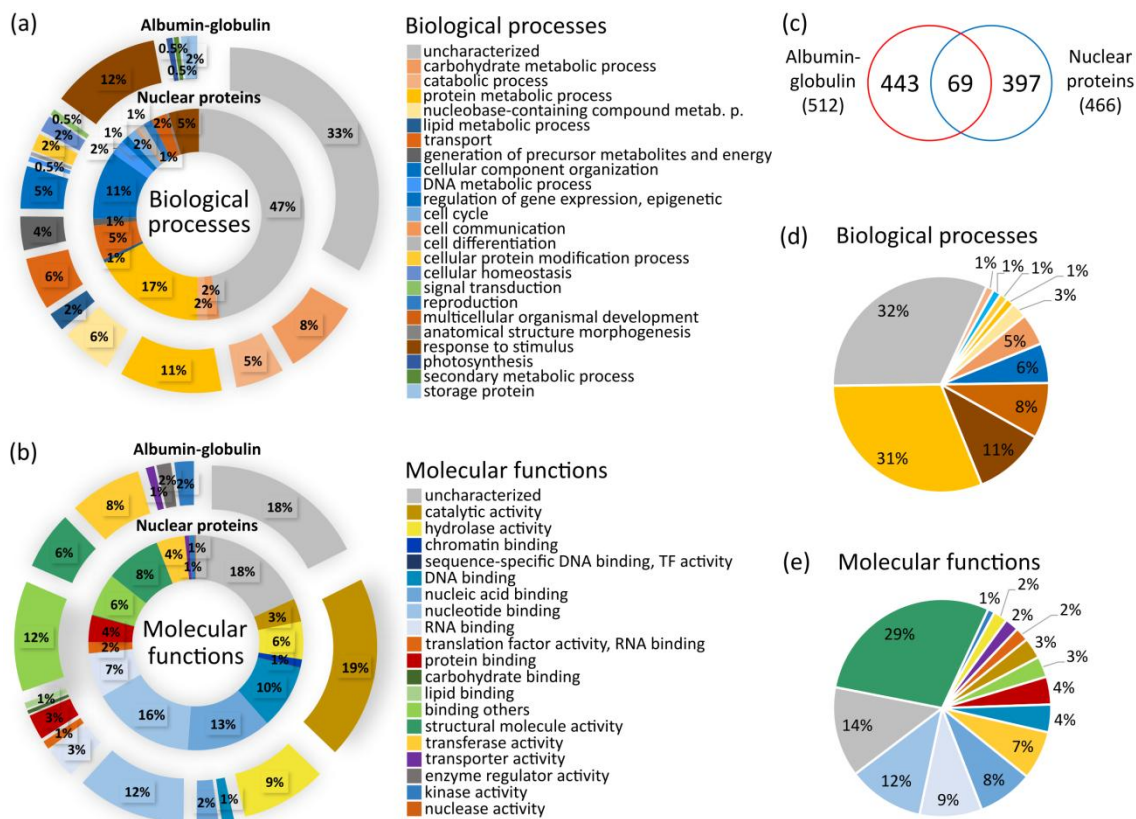 (a)
Albumin-globulin
0.5%
2%
0.5%
12%
Nuclear proteins
0.5%
2%
2%
0.5%
5%
4%
6%
2%
6%
11%
5%
8%
33%
1%
1%
2%
2%
1%
2%
5%
11%
1%
5%
1%
17%
2%
2%
47%
Biological
processes
Biological processes
uncharacterized
carbohydrate metabolic process
catabolic process
protein metabolic process
nucleobase-containing compound metab. p.
lipid metabolic process
transport
generation of precursor metabolites and energy
cellular component organization
DNA metabolic process
regulation of gene expression, epigenetic
cell cycle
cell communication
cell differentiation
cellular protein modification process
cellular homeostasis
signal transduction
reproduction
multicellular organismal development
anatomical structure morphogenesis
response to stimulus
photosynthesis
secondary metabolic process
storage protein
(b)
Albumin-globulin
2%
1%
2%
8%
18%
Nuclear proteins
6%
12%
1%
3%
1%
3%
12%
2%
1%
9%
19%
1%
4%
1%
18%
8%
6%
4%
2%
7%
16%
13%
10%
1%
6%
3%
Molecular
functions
Molecular functions
uncharacterized
catalytic activity
hydrolase activity
chromatin binding
sequence-specific DNA binding, TF activity
DNA binding
nucleic acid binding
nucleotide binding
RNA binding
translation factor activity, RNA binding
protein binding
carbohydrate binding
lipid binding
binding others
structural molecule activity
transferase activity
transporter activity
enzyme regulator activity
kinase activity
nuclease activity
(c)
Albumin-
globulin
(512)
443
69
397
Nuclear
proteins
(466)
(d)
Biological processes
1%
1%
1%
1%
3%
5%
6%
8%
11%
31%
32%
(e)
Molecular functions
1%
2%
2%
2%
3%
3%
4%
4%
7%
8%
9%
12%
14%
29%